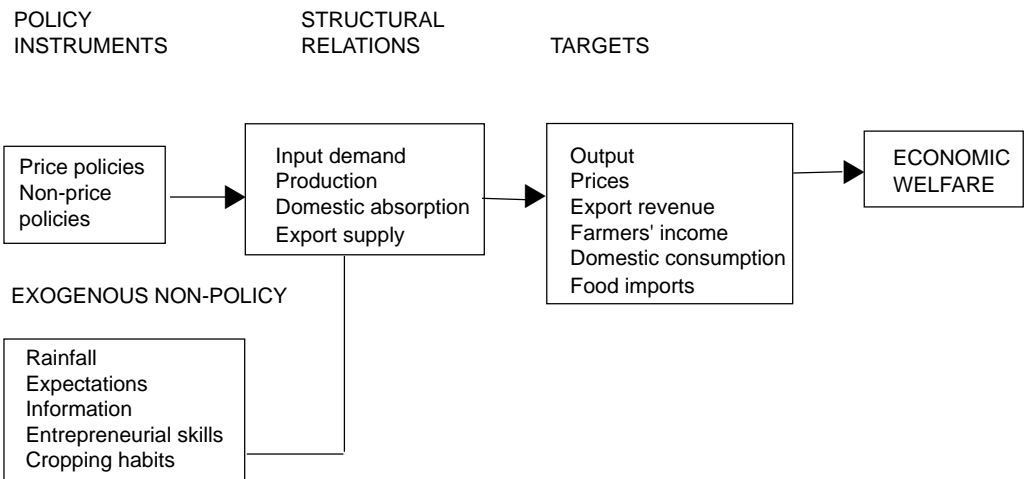 POLICY
INSTRUMENTS
STRUCTURAL
RELATIONS
TARGETS
Price policies
Non-price
policies
Input demand
Production
Domestic absorption
Export supply
Output
Prices
Export revenue
Farmers' income
Domestic consumption
Food imports
ECONOMIC
WELFARE
EXOGENOUS NON-POLICY
Rainfall
Expectations
Information
Entrepreneurial skills
Cropping habits